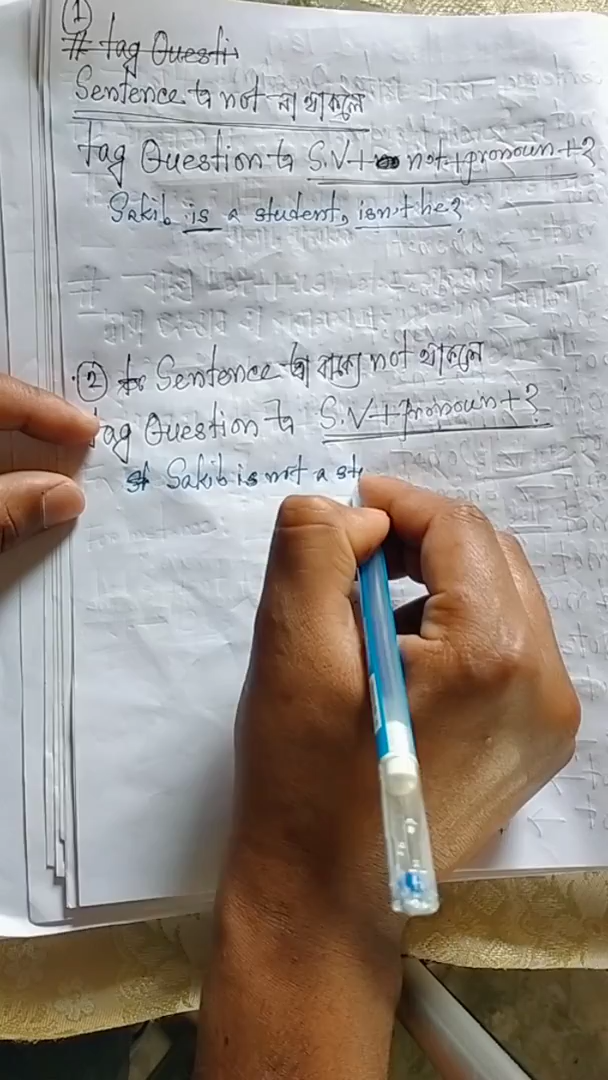 ①
# tag Questi
Sentence এ not না থাকলে
tag Question এ S.V + not + pronoun + ?
Sakib is a student, isn't he?
② Sentence এ বাক্যে not থাকলে
tag Question এ S.V + pronoun + ?
Sakib is not a stu